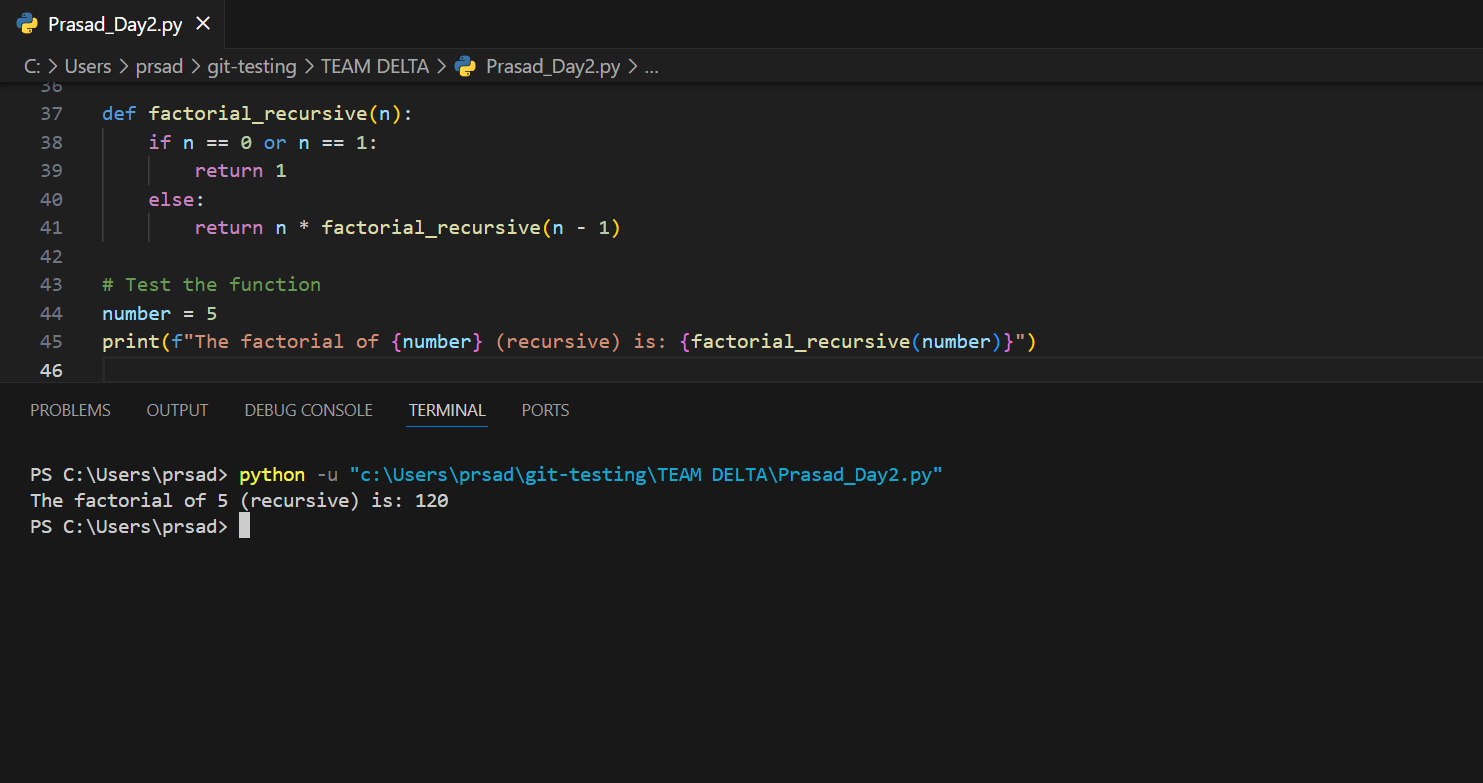 Prasad_Day2.py
C: > Users > prsad > git-testing > TEAM DELTA > Prasad_Day2.py > ...
36
37 def factorial_recursive(n):
38     if n == 0 or n == 1:
39         return 1
40     else:
41         return n * factorial_recursive(n - 1)
42
43 # Test the function
44 number = 5
45 print(f"The factorial of {number} (recursive) is: {factorial_recursive(number)}")
46
PROBLEMS OUTPUT DEBUG CONSOLE TERMINAL PORTS
PS C:\Users\prsad> python -u "c:\Users\prsad\git-testing\TEAM DELTA\Prasad_Day2.py"
The factorial of 5 (recursive) is: 120
PS C:\Users\prsad>